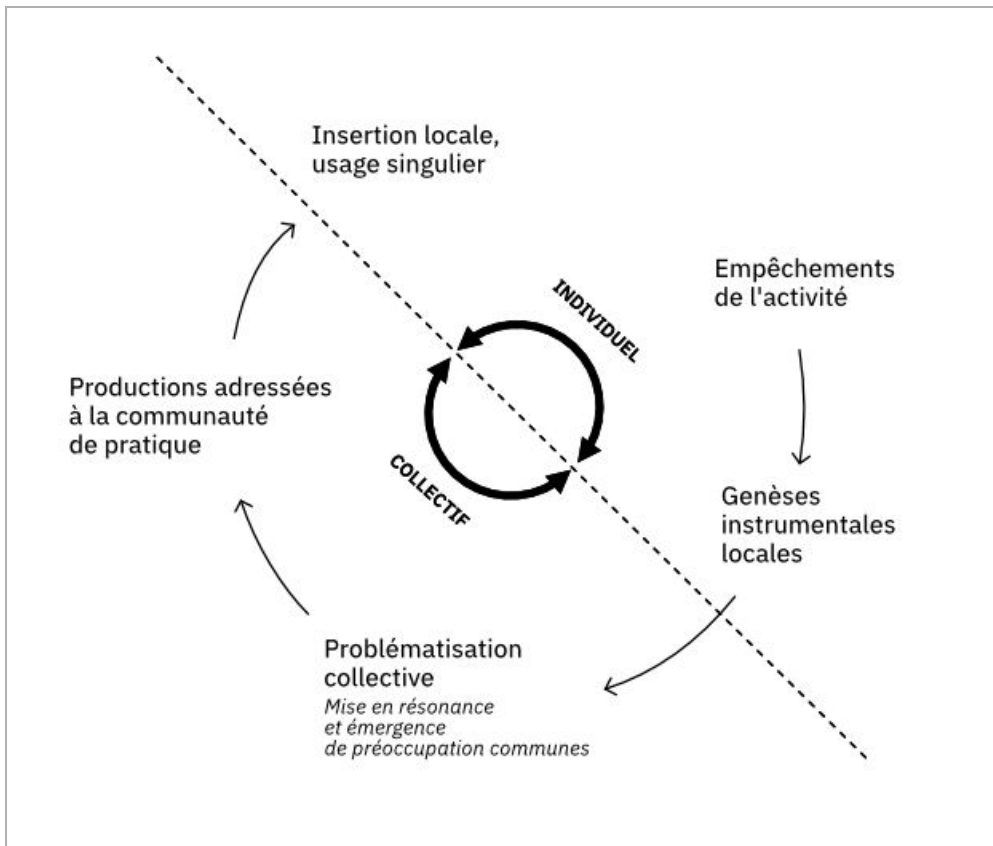 Insertion locale,
usage singulier
Empêchements
de l'activité
INDIVIDUEL
Productions adressées
à la communauté
de pratique
COLLECTIF
Genèses
instrumentales
locales
Problématisation
collective
Mise en résonance
et émergence
de préoccupation communes